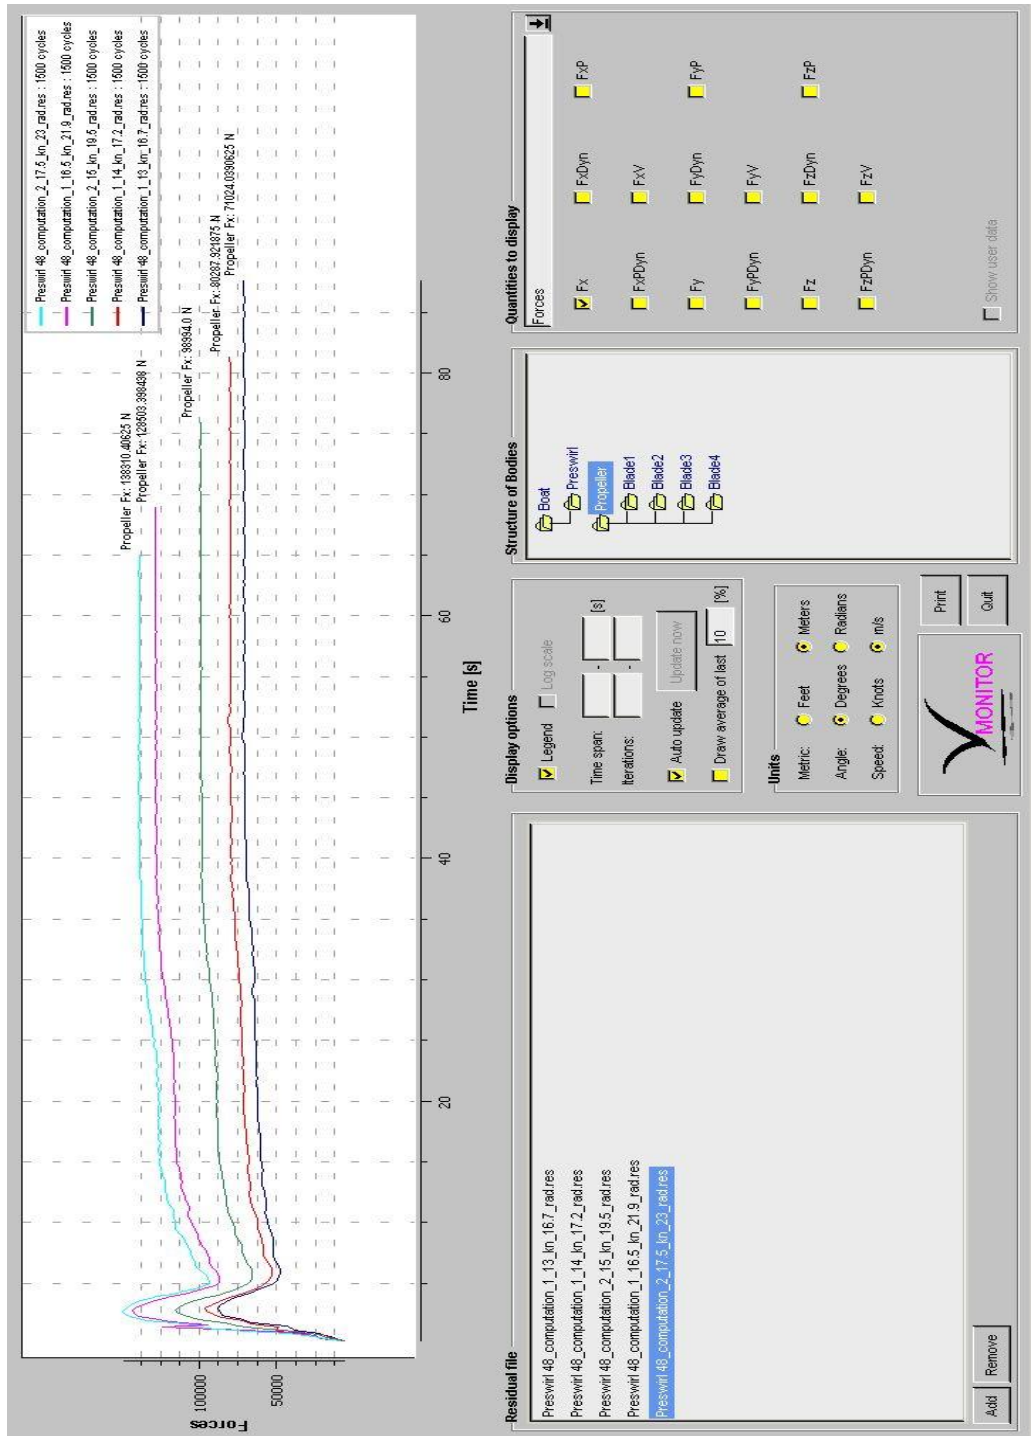 Preswirl 48_computation_2_17.5_kn_23_rad.res : 1500 cycles
Preswirl 48_computation_1_16.5_kn_21.9_rad.res : 1500 cycles
Preswirl 48_computation_2_15_kn_19.5_rad.res : 1500 cycles
Preswirl 48_computation_1_14_kn_17.2_rad.res : 1500 cycles
Preswirl 48_computation_1_13_kn_16.7_rad.res : 1500 cycles
Propeller Fx: 138310.40625 N
Propeller Fx: 128503.398438 N
Propeller Fx: 98994.0 N
Propeller Fx: 80287.921875 N
Propeller Fx: 71024.0390625 N
Forces
100000
50000
20
40
60
80
Time [s]
Residual file
Preswirl 48_computation_1_13_kn_16.7_rad.res
Preswirl 48_computation_1_14_kn_17.2_rad.res
Preswirl 48_computation_2_15_kn_19.5_rad.res
Preswirl 48_computation_1_16.5_kn_21.9_rad.res
Preswirl 48_computation_2_17.5_kn_23_rad.res
Add
Remove
Display options
Legend
Log scale
Time span: - [s]
Iterations: -
Auto update
Update now
Draw average of last 10 [%]
Units
Metric: Feet Meters
Angle: Degrees Radians
Speed: Knots m/s
MONITOR
Print
Quit
Structure of Bodies
Boat
Preswirl
Propeller
Blade1
Blade2
Blade3
Blade4
Quantities to display
Forces
Fx FxDyn FxP
FxPDyn FxV
Fy FyDyn FyP
FyPDyn FyV
Fz FzDyn FzP
FzPDyn FzV
Show user data